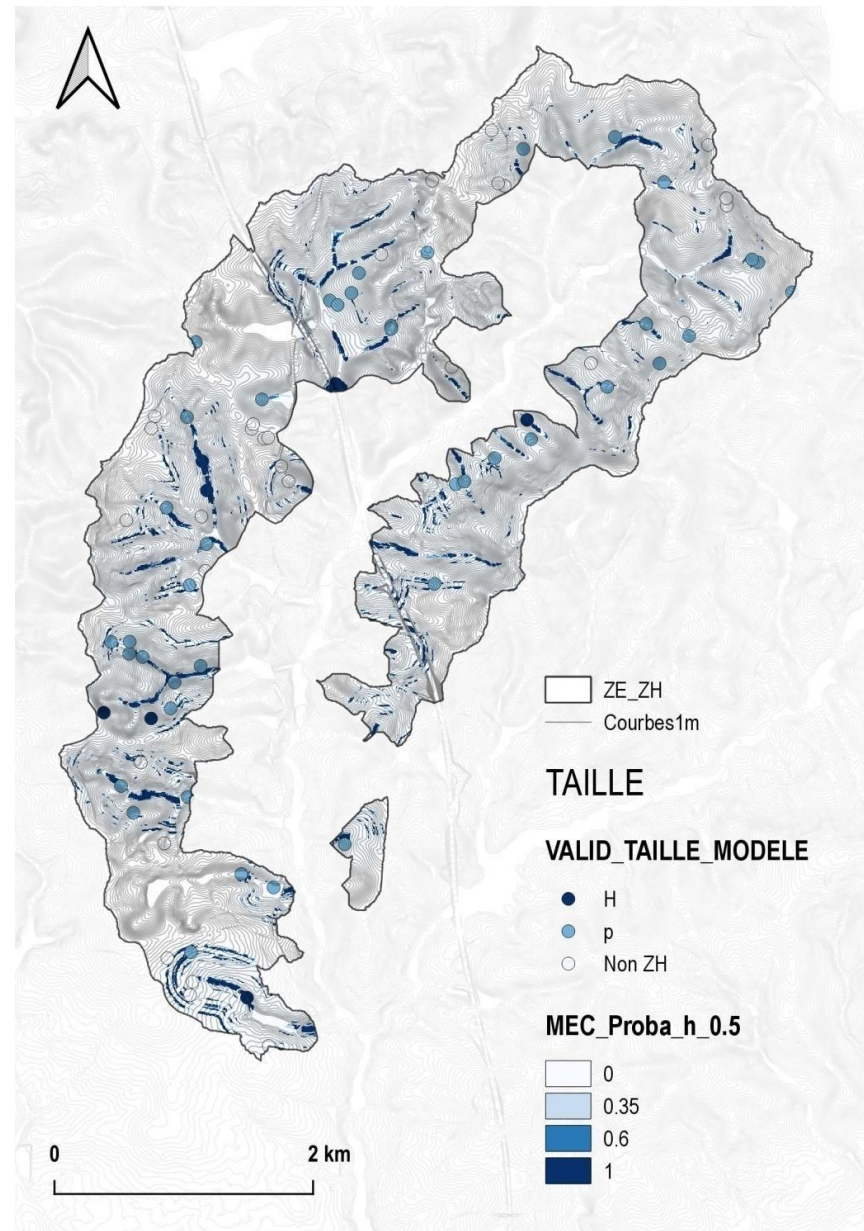 ZE_ZH
Courbes1m
TAILLE
VALID_TAILLE_MODELE
H
p
Non ZH
MEC_Proba_h_0.5
0
0.35
0.6
1
0 2 km